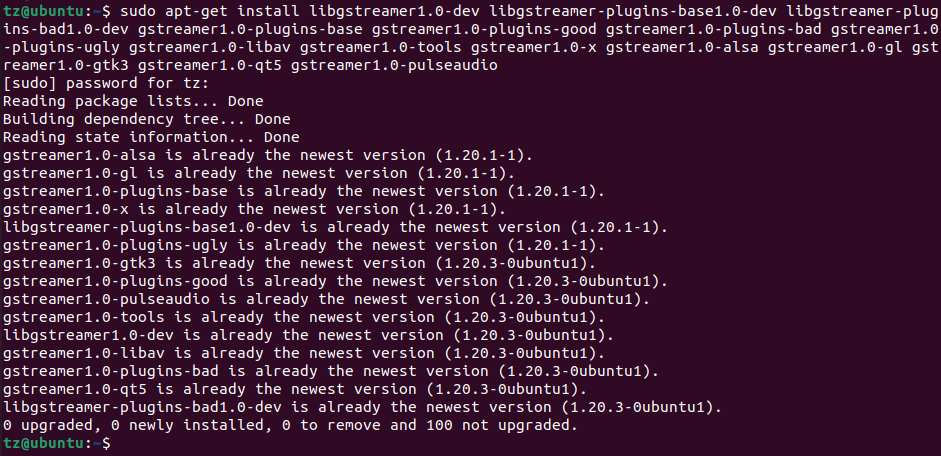 tz@ubuntu:~$ sudo apt-get install libgstreamer1.0-dev libgstreamer-plugins-base1.0-dev libgstreamer-plug
ins-bad1.0-dev gstreamer1.0-plugins-base gstreamer1.0-plugins-good gstreamer1.0-plugins-bad gstreamer1.0
-plugins-ugly gstreamer1.0-libav gstreamer1.0-tools gstreamer1.0-x gstreamer1.0-alsa gstreamer1.0-gl gst
reamer1.0-gtk3 gstreamer1.0-qt5 gstreamer1.0-pulseaudio
[sudo] password for tz:
Reading package lists... Done
Building dependency tree... Done
Reading state information... Done
gstreamer1.0-alsa is already the newest version (1.20.1-1).
gstreamer1.0-gl is already the newest version (1.20.1-1).
gstreamer1.0-plugins-base is already the newest version (1.20.1-1).
gstreamer1.0-x is already the newest version (1.20.1-1).
libgstreamer-plugins-base1.0-dev is already the newest version (1.20.1-1).
gstreamer1.0-plugins-ugly is already the newest version (1.20.1-1).
gstreamer1.0-gtk3 is already the newest version (1.20.3-0ubuntu1).
gstreamer1.0-plugins-good is already the newest version (1.20.3-0ubuntu1).
gstreamer1.0-pulseaudio is already the newest version (1.20.3-0ubuntu1).
gstreamer1.0-tools is already the newest version (1.20.3-0ubuntu1).
libgstreamer1.0-dev is already the newest version (1.20.3-0ubuntu1).
gstreamer1.0-libav is already the newest version (1.20.3-0ubuntu1).
gstreamer1.0-plugins-bad is already the newest version (1.20.3-0ubuntu1).
gstreamer1.0-qt5 is already the newest version (1.20.3-0ubuntu1).
libgstreamer-plugins-bad1.0-dev is already the newest version (1.20.3-0ubuntu1).
0 upgraded, 0 newly installed, 0 to remove and 100 not upgraded.
tz@ubuntu:~$